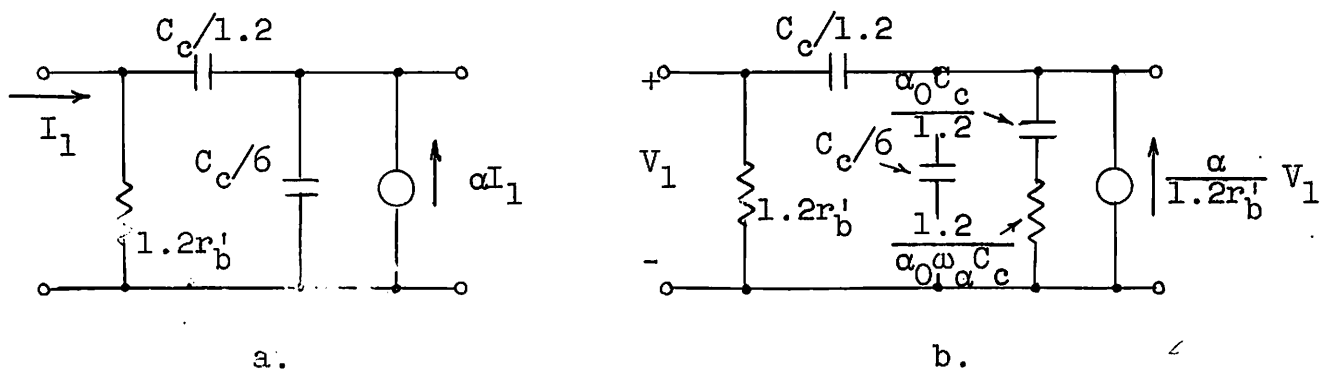 C_c/1.2
I_1
C_c/6
αI_1
1.2r_b'
a.
C_c/1.2
+
V_1
-
1.2r_b'
C_c/6
α_0C_c
1.2
1.2
α_0ω_αC_c
α
1.2r_b'
V_1
b.